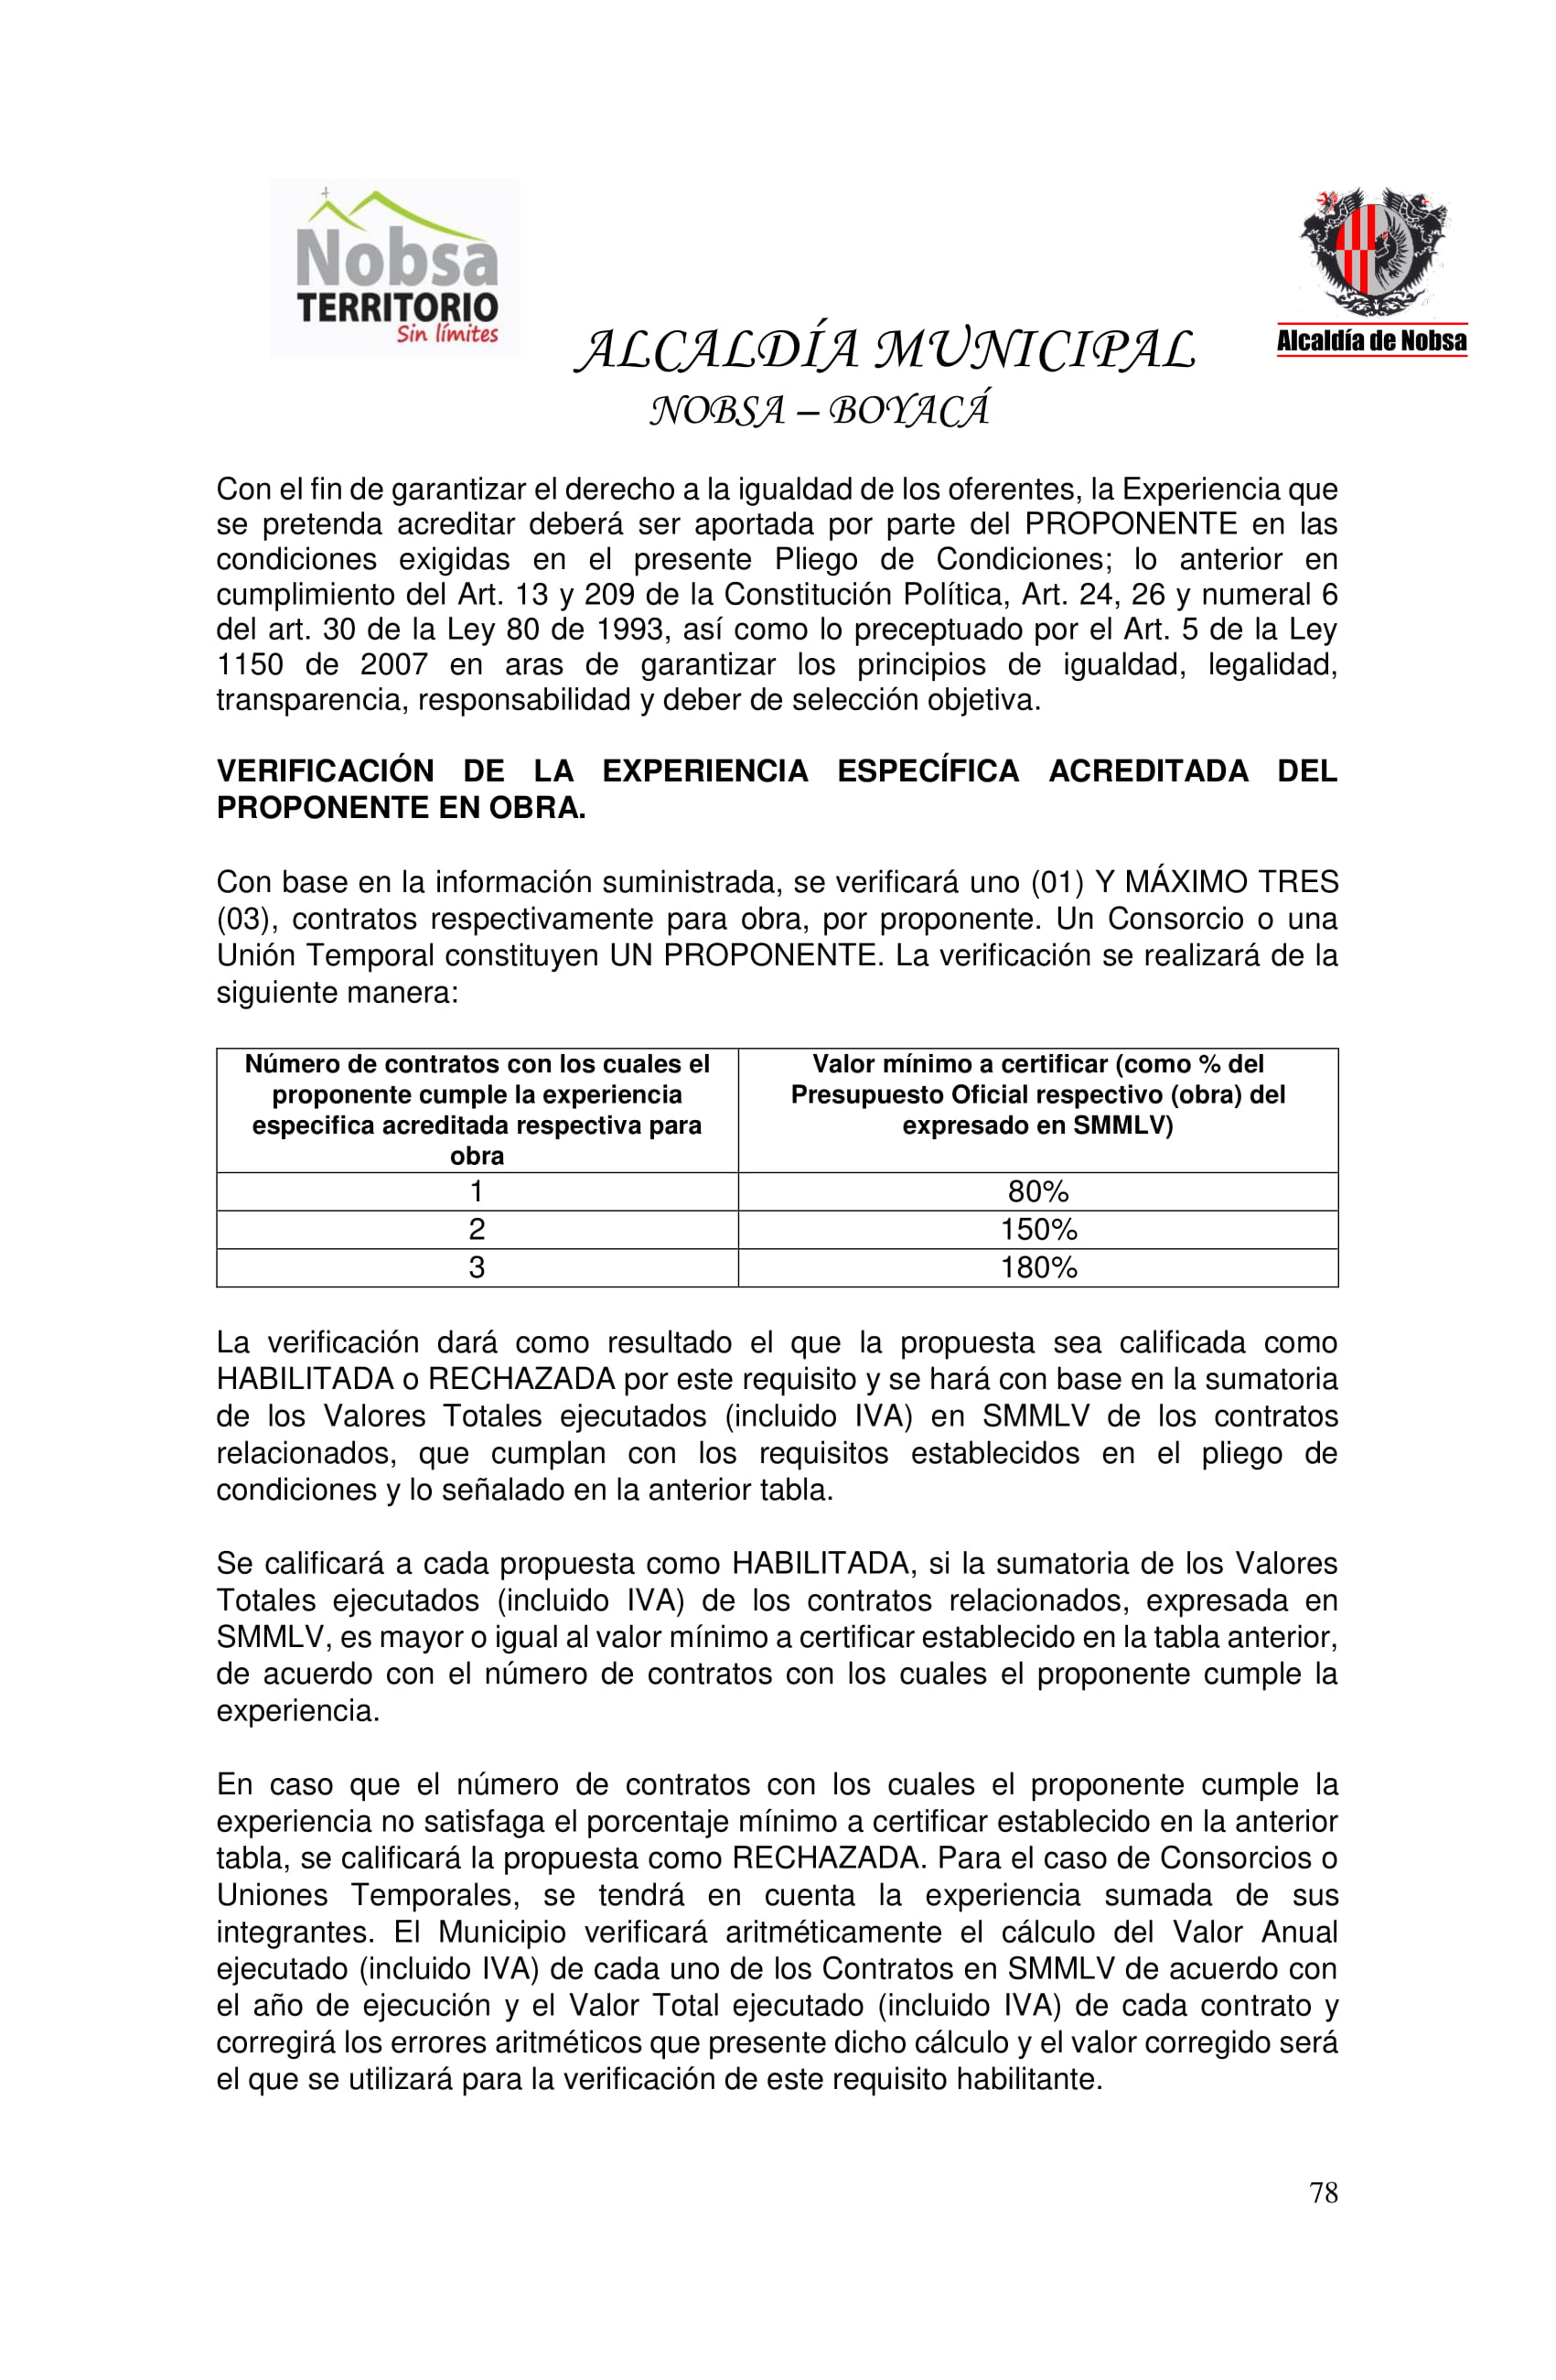 Nobsa
TERRITORIO
Sin límites
Alcaldía de Nobsa
ALCALDÍA MUNICIPAL
NOBSA – BOYACÁ
Con el fin de garantizar el derecho a la igualdad de los oferentes, la Experiencia que
se pretenda acreditar deberá ser aportada por parte del PROPONENTE en las
condiciones exigidas en el presente Pliego de Condiciones; lo anterior en
cumplimiento del Art. 13 y 209 de la Constitución Política, Art. 24, 26 y numeral 6
del art. 30 de la Ley 80 de 1993, así como lo preceptuado por el Art. 5 de la Ley
1150 de 2007 en aras de garantizar los principios de igualdad, legalidad,
transparencia, responsabilidad y deber de selección objetiva.
VERIFICACIÓN DE LA EXPERIENCIA ESPECÍFICA ACREDITADA DEL
PROPONENTE EN OBRA.
Con base en la información suministrada, se verificará uno (01) Y MÁXIMO TRES
(03), contratos respectivamente para obra, por proponente. Un Consorcio o una
Unión Temporal constituyen UN PROPONENTE. La verificación se realizará de la
siguiente manera:
Número de contratos con los cuales el
proponente cumple la experiencia
especifica acreditada respectiva para
obra
Valor mínimo a certificar (como % del
Presupuesto Oficial respectivo (obra) del
expresado en SMMLV)
1 80%
2 150%
3 180%
La verificación dará como resultado el que la propuesta sea calificada como
HABILITADA o RECHAZADA por este requisito y se hará con base en la sumatoria
de los Valores Totales ejecutados (incluido IVA) en SMMLV de los contratos
relacionados, que cumplan con los requisitos establecidos en el pliego de
condiciones y lo señalado en la anterior tabla.
Se calificará a cada propuesta como HABILITADA, si la sumatoria de los Valores
Totales ejecutados (incluido IVA) de los contratos relacionados, expresada en
SMMLV, es mayor o igual al valor mínimo a certificar establecido en la tabla anterior,
de acuerdo con el número de contratos con los cuales el proponente cumple la
experiencia.
En caso que el número de contratos con los cuales el proponente cumple la
experiencia no satisfaga el porcentaje mínimo a certificar establecido en la anterior
tabla, se calificará la propuesta como RECHAZADA. Para el caso de Consorcios o
Uniones Temporales, se tendrá en cuenta la experiencia sumada de sus
integrantes. El Municipio verificará aritméticamente el cálculo del Valor Anual
ejecutado (incluido IVA) de cada uno de los Contratos en SMMLV de acuerdo con
el año de ejecución y el Valor Total ejecutado (incluido IVA) de cada contrato y
corregirá los errores aritméticos que presente dicho cálculo y el valor corregido será
el que se utilizará para la verificación de este requisito habilitante.
78